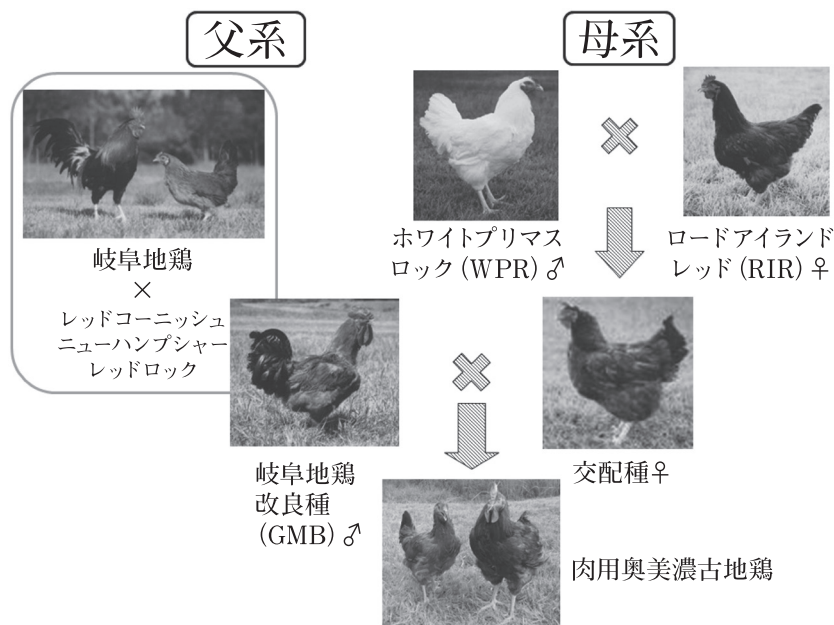 父系
母系
岐阜地鶏
×
レッドコーニッシュ
ニューハンプシャー
レッドロック
ホワイトプリマス
ロック(WPR)♂
ロードアイランド
レッド(RIR)♀
岐阜地鶏
改良種
(GMB)♂
交配種♀
肉用奥美濃古地鶏